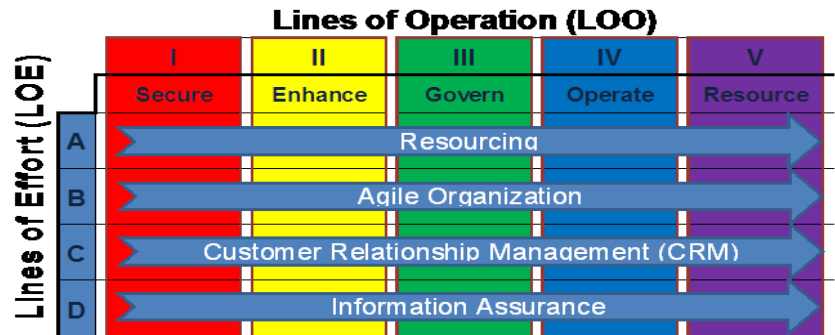 Lines of Operation (LOO)
I II III IV V
Secure Enhance Govern Operate Resource
Lines of Effort (LOE)
A Resourcing
B Agile Organization
C Customer Relationship Management (CRM)
D Information Assurance